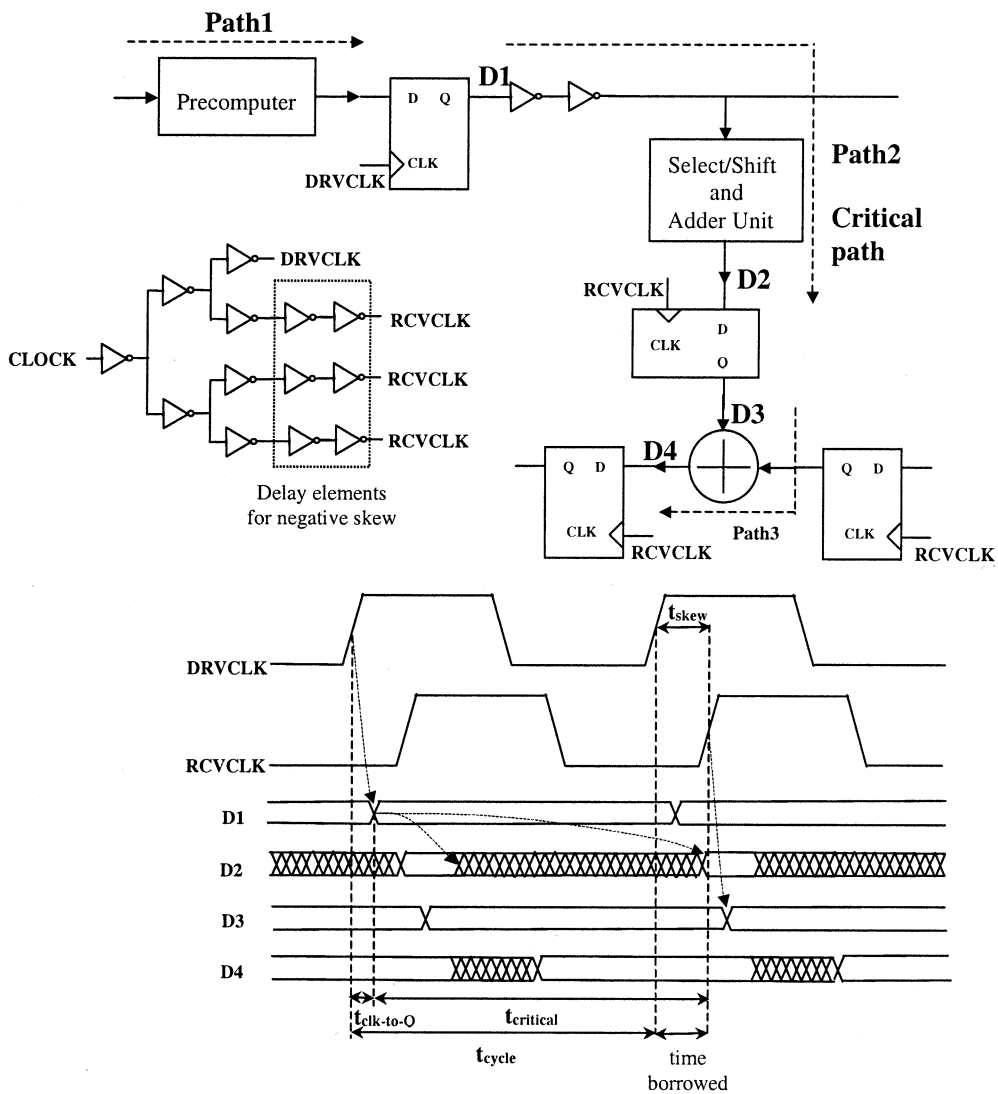 Path1
D1
Precomputer
D Q
CLK
DRVCLK
Path2
Critical
path
Select/Shift
and
Adder Unit
D2
RCVCLK
D
CLK
O
D3
DRVCLK
RCVCLK
CLOCK
RCVCLK
RCVCLK
Delay elements
for negative skew
D4
Q D
CLK
RCVCLK
Path3
Q D
CLK
RCVCLK
tskew
DRVCLK
RCVCLK
D1
D2
D3
D4
tclk-to-Q
tcritical
tcycle
time
borrowed